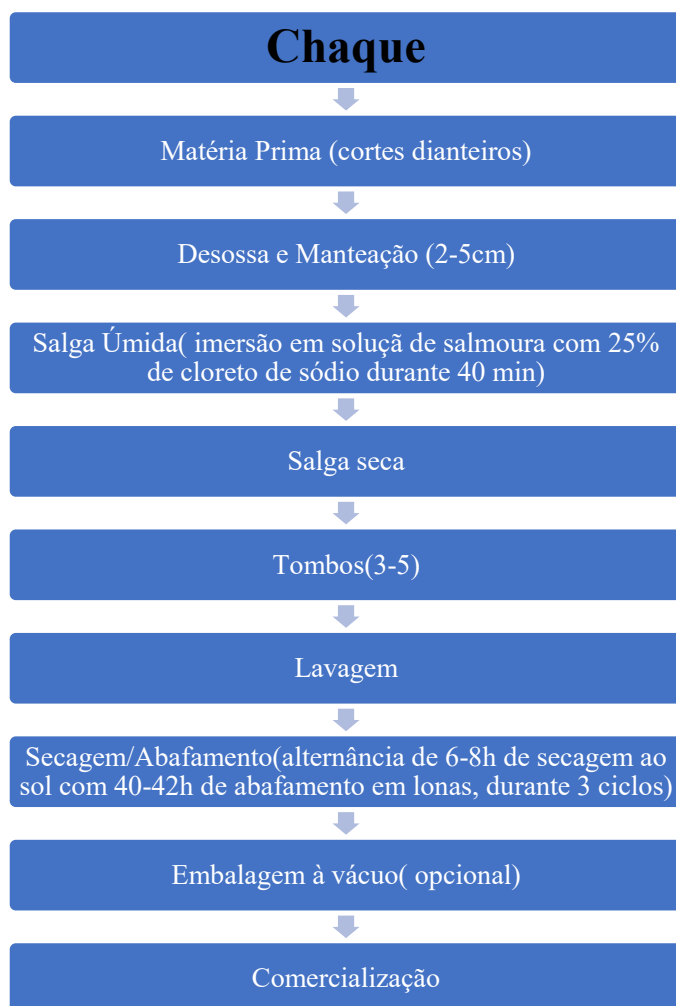 Chaque
Matéria Prima (cortes dianteiros)
Desossa e Manteação (2-5cm)
Salga Úmida( imersão em soluçã de salmoura com 25%
de cloreto de sódio durante 40 min)
Salga seca
Tombos(3-5)
Lavagem
Secagem/Abafamento(alternância de 6-8h de secagem ao
sol com 40-42h de abafamento em lonas, durante 3 ciclos)
Embalagem à vácuo( opcional)
Comercialização